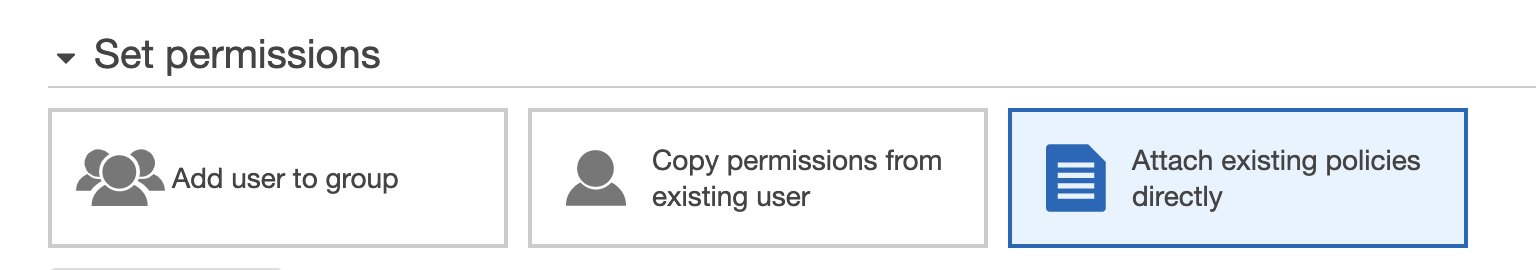 Set permissions
Add user to group
Copy permissions from
existing user
Attach existing policies
directly